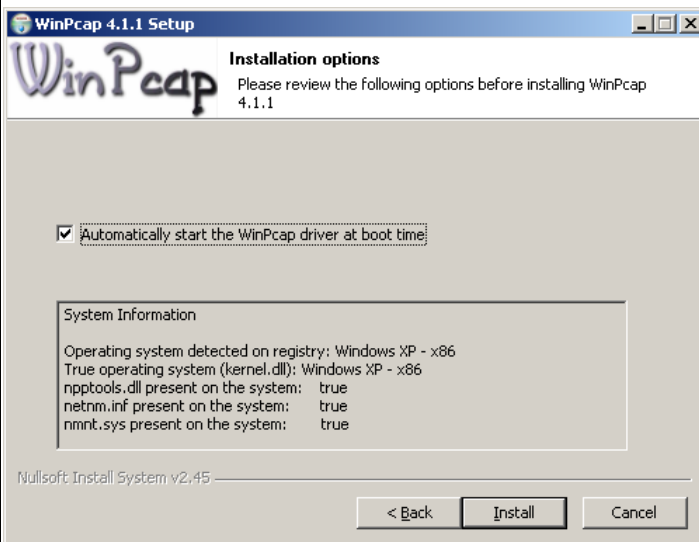 WinPcap 4.1.1 Setup
WinPcap
Installation options
Please review the following options before installing WinPcap
4.1.1
Automatically start the WinPcap driver at boot time
System Information
Operating system detected on registry: Windows XP - x86
True operating system (kernel.dll): Windows XP - x86
npptools.dll present on the system: true
netnm.inf present on the system: true
nmnt.sys present on the system: true
Nullsoft Install System v2.45
< Back Install Cancel